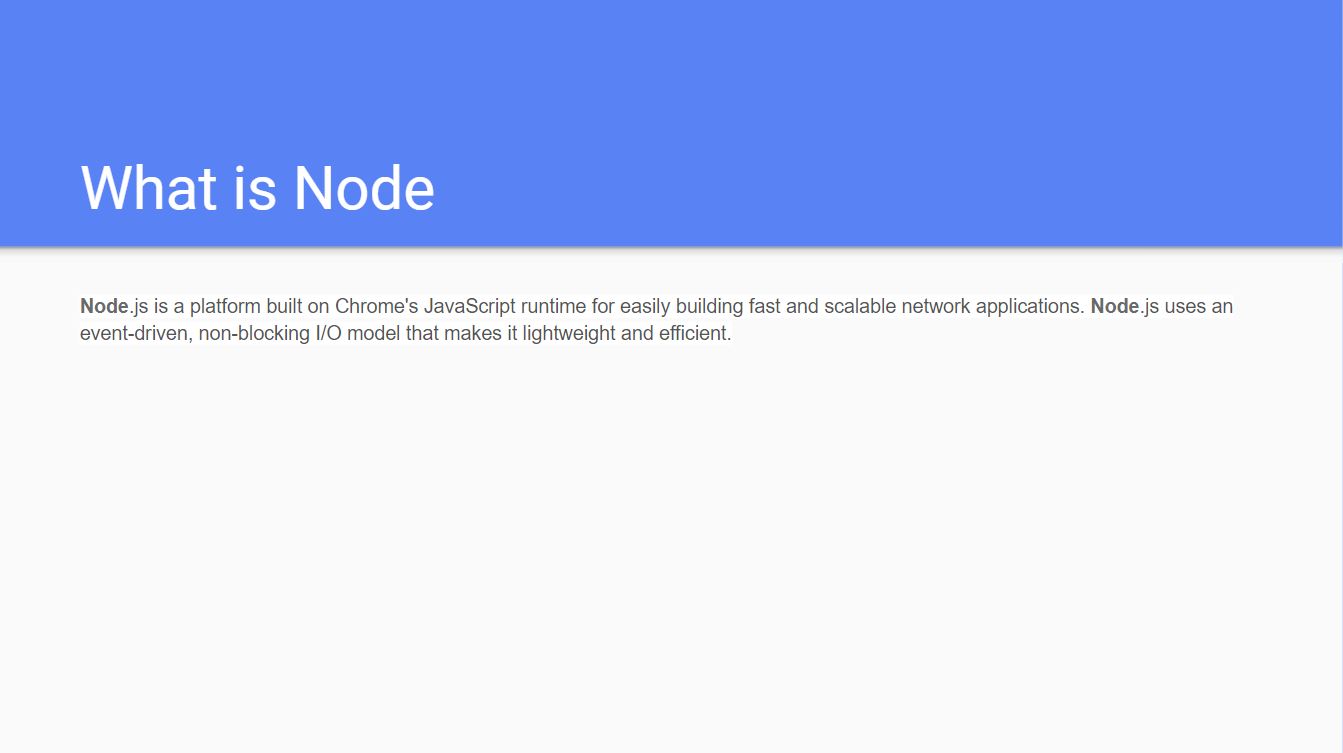 What is Node
Node.js is a platform built on Chrome's JavaScript runtime for easily building fast and scalable network applications. Node.js uses an
event-driven, non-blocking I/O model that makes it lightweight and efficient.